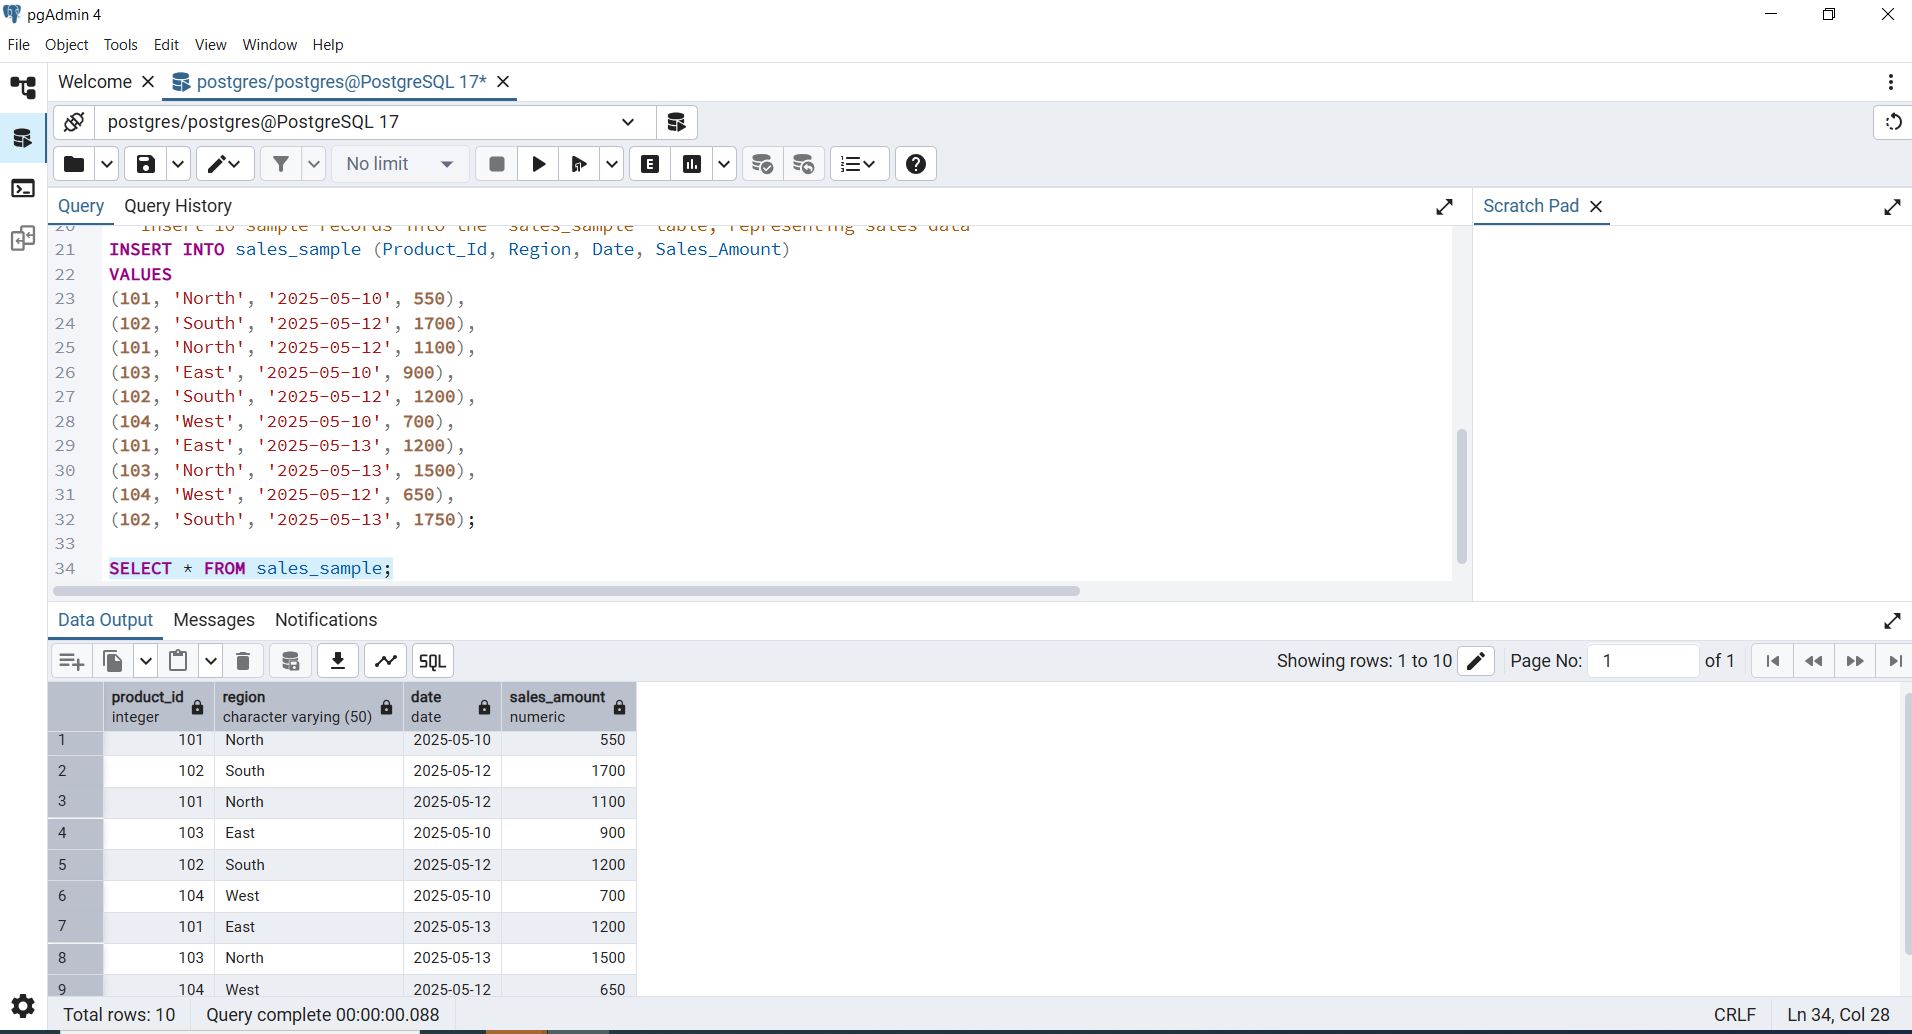 pgAdmin 4
File Object Tools Edit View Window Help
Welcome postgres/postgres@PostgreSQL 17*
postgres/postgres@PostgreSQL 17
No limit
Query Query History
Scratch Pad
20 Insert 10 sample records into the sales_sample table, representing sales data
21 INSERT INTO sales_sample (Product_Id, Region, Date, Sales_Amount)
22 VALUES
23 (101, 'North', '2025-05-10', 550),
24 (102, 'South', '2025-05-12', 1700),
25 (101, 'North', '2025-05-12', 1100),
26 (103, 'East', '2025-05-10', 900),
27 (102, 'South', '2025-05-12', 1200),
28 (104, 'West', '2025-05-10', 700),
29 (101, 'East', '2025-05-13', 1200),
30 (103, 'North', '2025-05-13', 1500),
31 (104, 'West', '2025-05-12', 650),
32 (102, 'South', '2025-05-13', 1750);
33
34 SELECT * FROM sales_sample;
Data Output Messages Notifications
SQL Showing rows: 1 to 10 Page No: 1 of 1
product_id region date sales_amount
integer character varying (50) date numeric
1 101 North 2025-05-10 550
2 102 South 2025-05-12 1700
3 101 North 2025-05-12 1100
4 103 East 2025-05-10 900
5 102 South 2025-05-12 1200
6 104 West 2025-05-10 700
7 101 East 2025-05-13 1200
8 103 North 2025-05-13 1500
9 104 West 2025-05-12 650
Total rows: 10 Query complete 00:00:00.088 CRLF Ln 34, Col 28